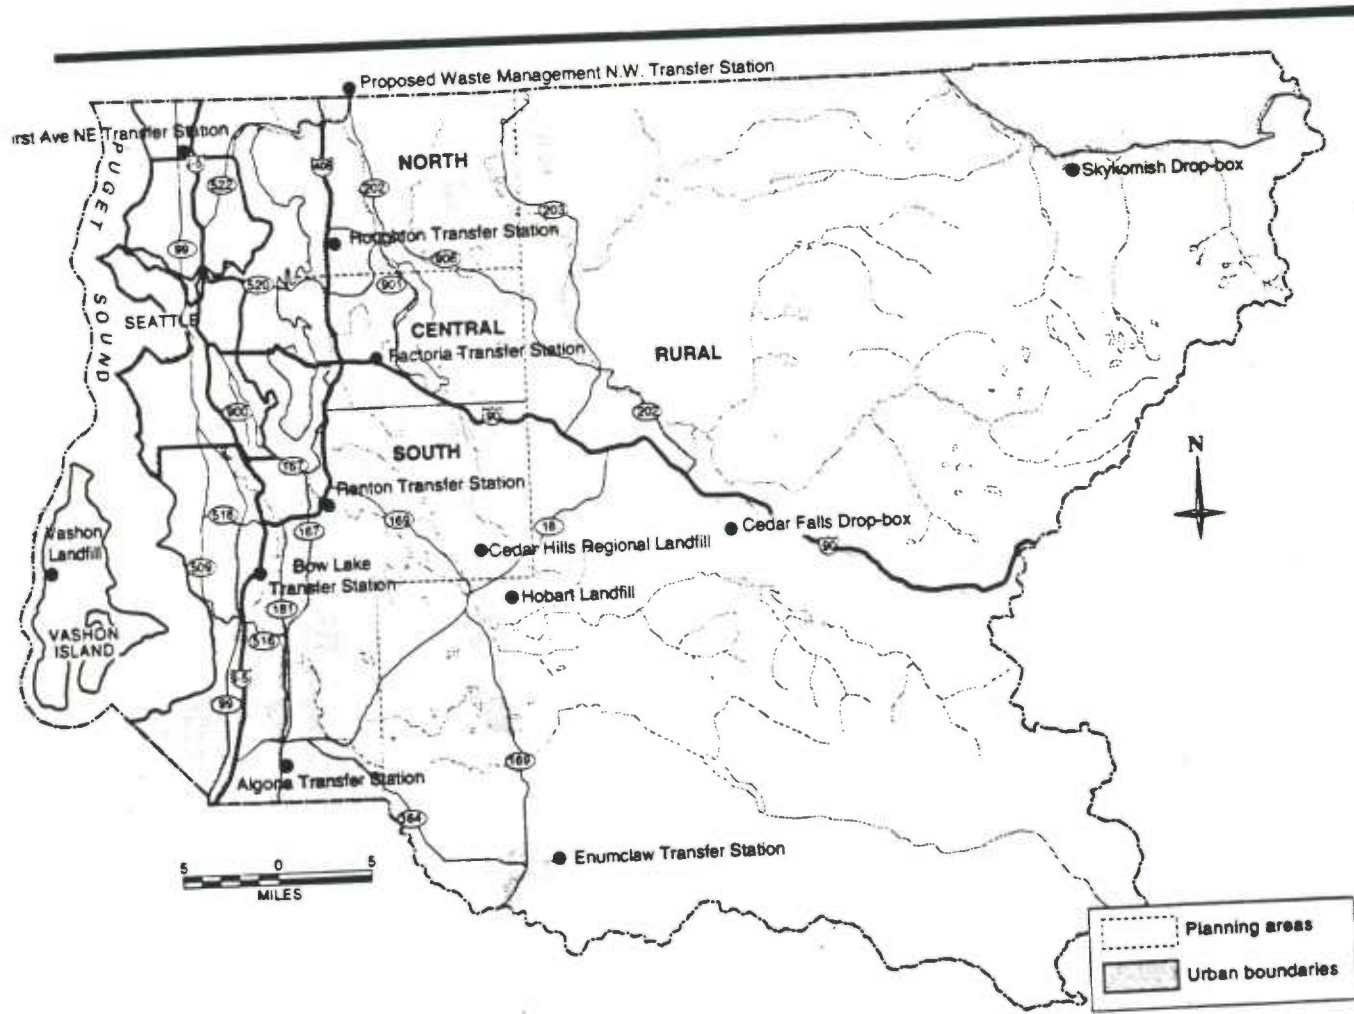 Proposed Waste Management N.W. Transfer Station
irst Ave NE Transfer Station
PUGET SOUND
NORTH
522
202
203
Skykomish Drop-box
99
Houghton Transfer Station
520
901
908
SEATTLE
CENTRAL
Factoria Transfer Station
RURAL
900
90
202
SOUTH
167
Renton Transfer Station
N
518
167
169
18
Cedar Falls Drop-box
Vashon
Landfill
Cedar Hills Regional Landfill
90
509
Bow Lake
Transfer Station
Hobart Landfill
181
VASHON
ISLAND
516
I-5
99
169
Algona Transfer Station
164
Enumclaw Transfer Station
5 0 5
MILES
Planning areas
Urban boundaries